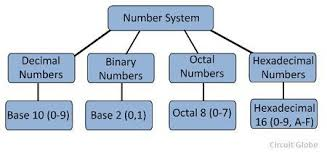 Number System
Decimal
Numbers
Binary
Numbers
Octal
Numbers
Hexadecimal
Numbers
Base 10 (0-9)
Base 2 (0,1)
Octal 8 (0-7)
Hexadecimal
16 (0-9, A-F)
Circuit Globe